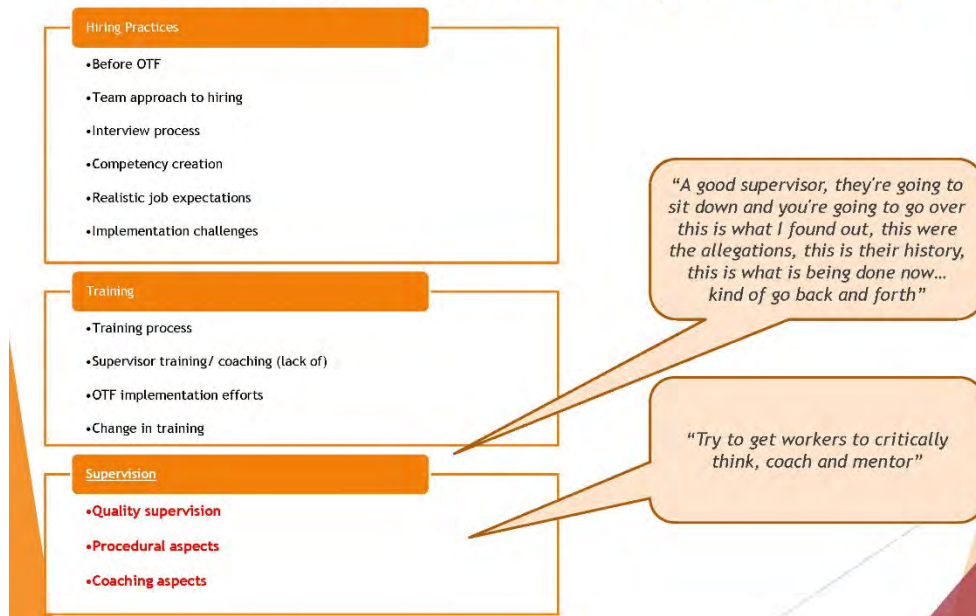 Hiring Practices
•Before OTF
•Team approach to hiring
•Interview process
•Competency creation
•Realistic job expectations
•Implementation challenges
Training
•Training process
•Supervisor training/ coaching (lack of)
•OTF implementation efforts
•Change in training
Supervision
•Quality supervision
•Procedural aspects
•Coaching aspects
“A good supervisor, they're going to
sit down and you're going to go over
this is what I found out, this were
the allegations, this is their history,
this is what is being done now…
kind of go back and forth”
“Try to get workers to critically
think, coach and mentor”